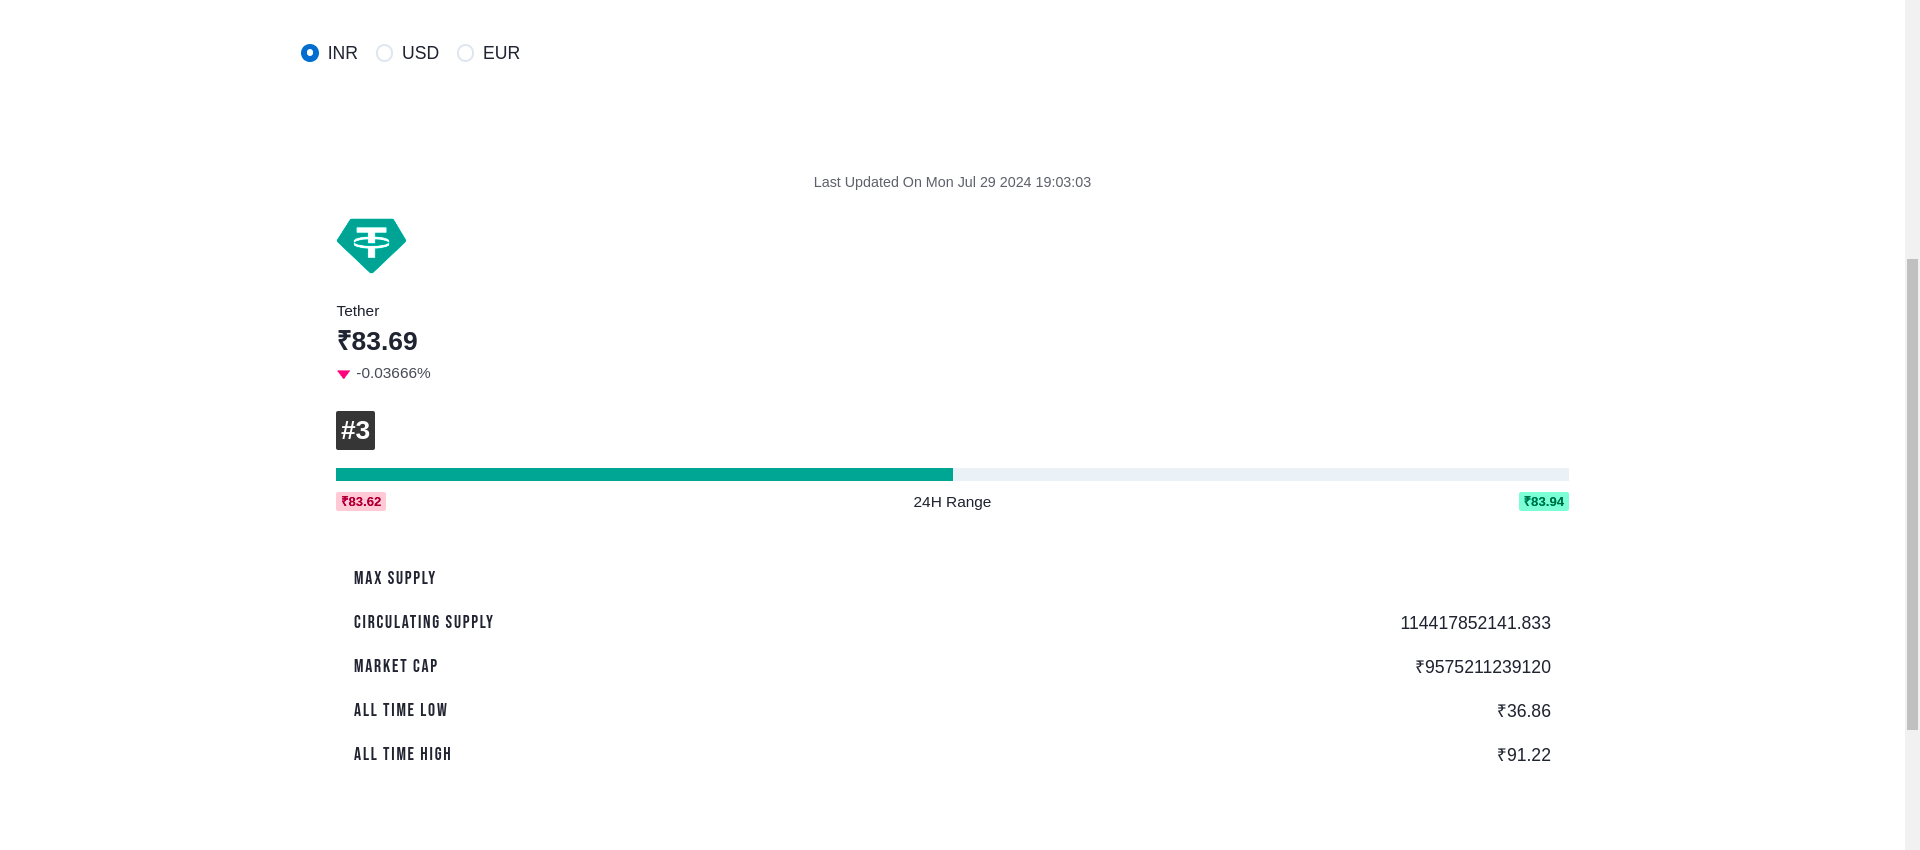 INR USD EUR
Last Updated On Mon Jul 29 2024 19:03:03
Tether
₹83.69
-0.03666%
#3
₹83.62 24H Range ₹83.94
MAX SUPPLY
CIRCULATING SUPPLY 114417852141.833
MARKET CAP ₹9575211239120
ALL TIME LOW ₹36.86
ALL TIME HIGH ₹91.22